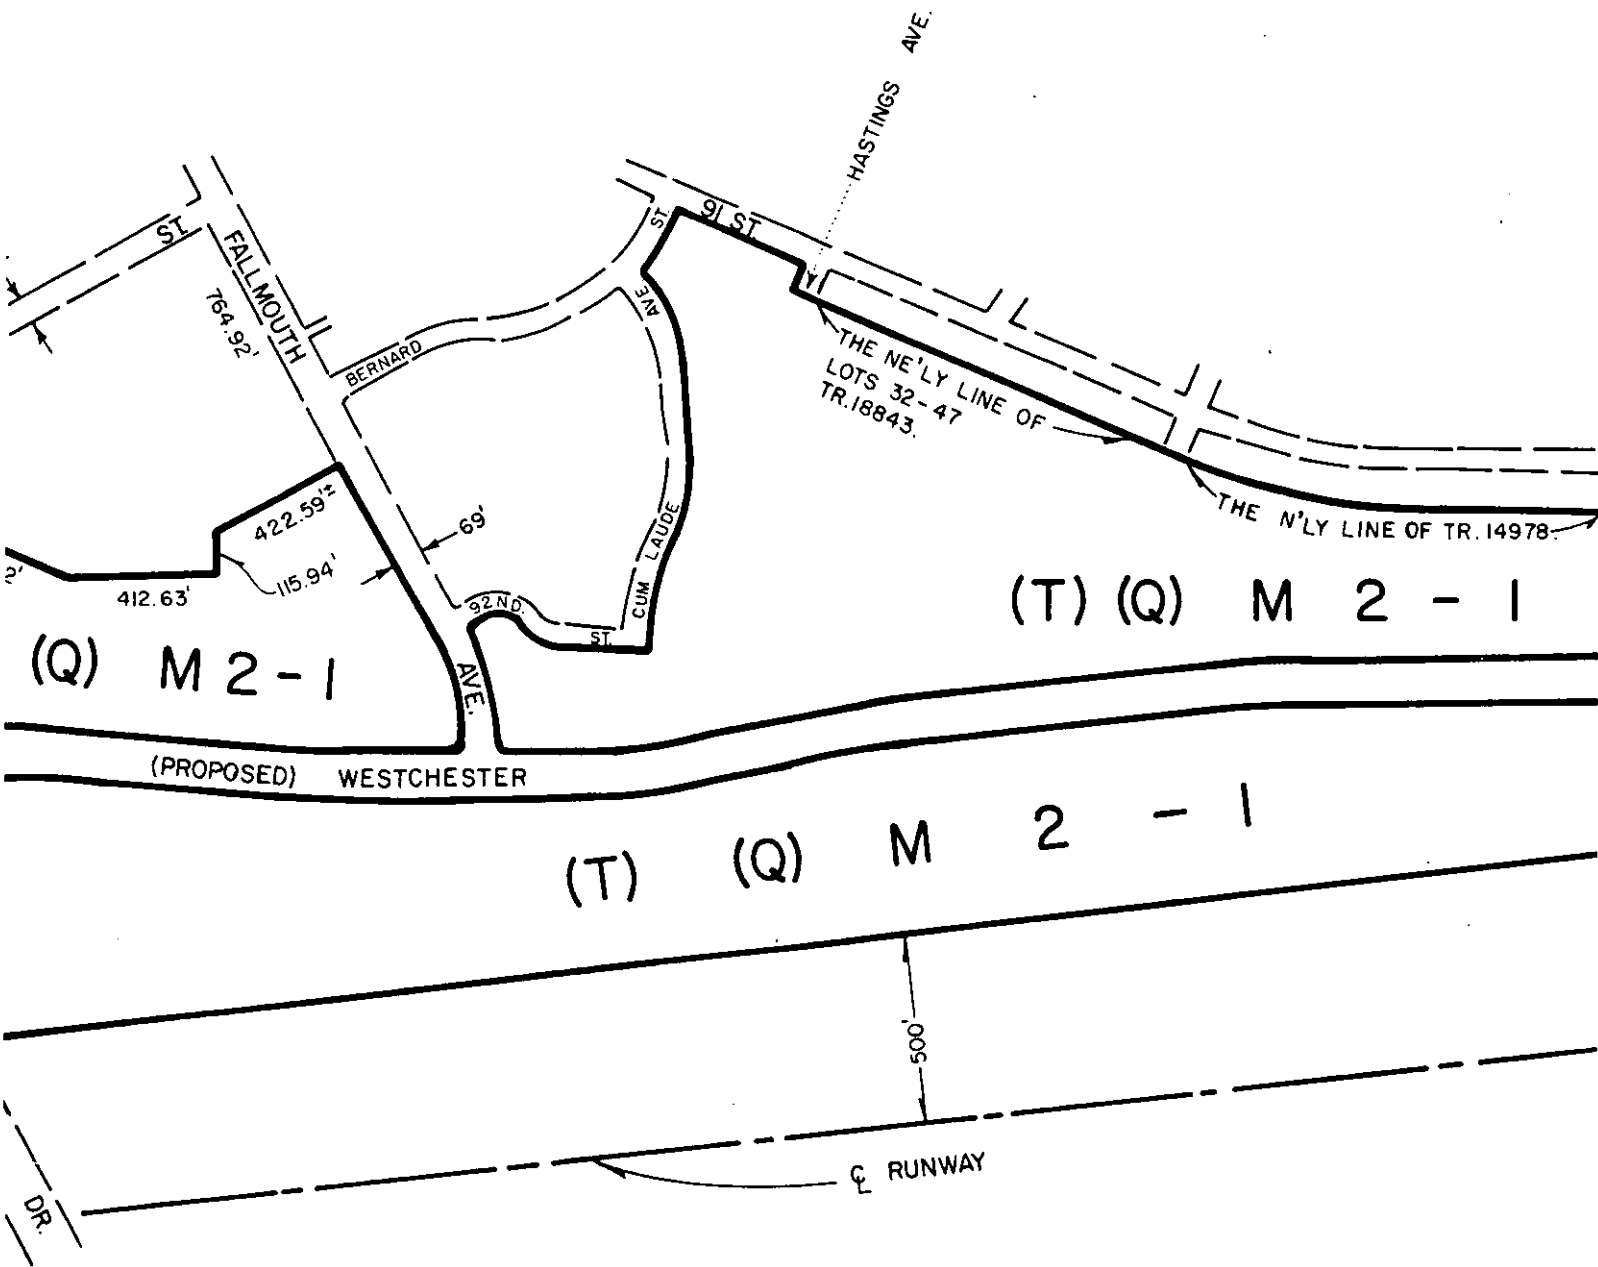 HASTINGS AVE.
ST.
FALLMOUTH
764.92'
BERNARD
ST.
91 ST.
AVE
THE NE'LY LINE OF
LOTS 32-47
TR.18843.
THE N'LY LINE OF TR. 14978.
422.59'±
115.94'
2'
412.63'
69'
92ND.
ST.
CUM LAUDE
AVE.
(Q) M2-1
(T) (Q) M 2 - 1
(PROPOSED) WESTCHESTER
(T) (Q) M 2 - 1
500'
℄ RUNWAY
DR.